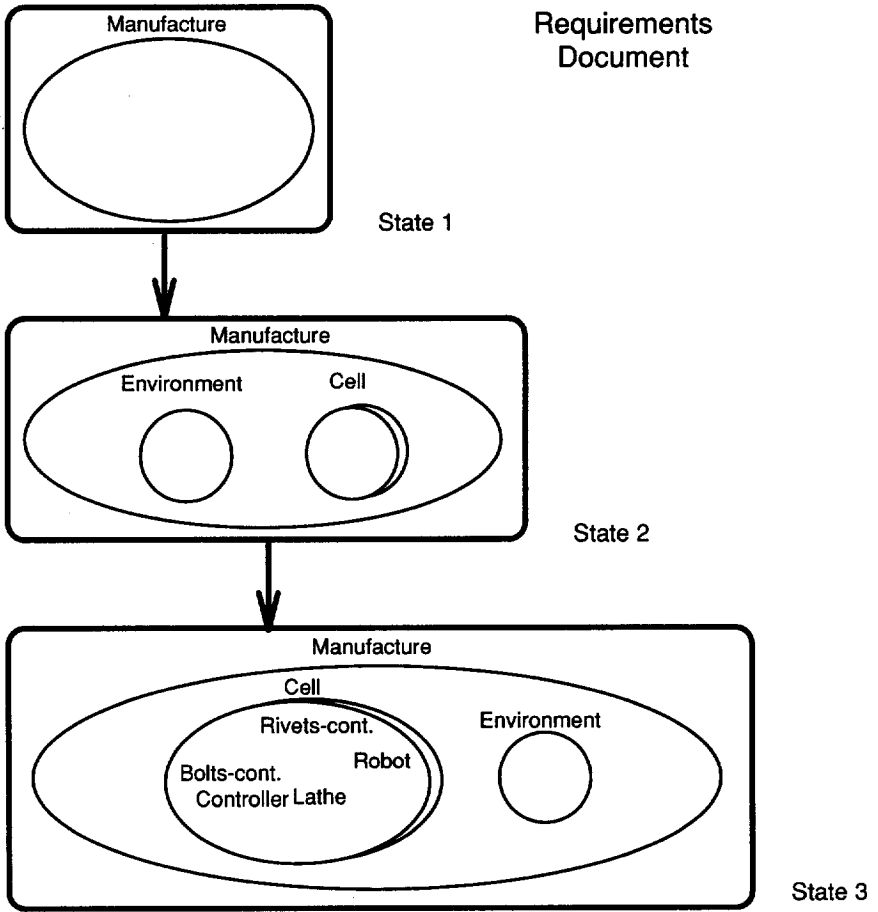 Manufacture
Requirements
Document
State 1
Manufacture
Environment
Cell
State 2
Manufacture
Cell
Rivets-cont.
Environment
Robot
Bolts-cont.
Controller Lathe
State 3